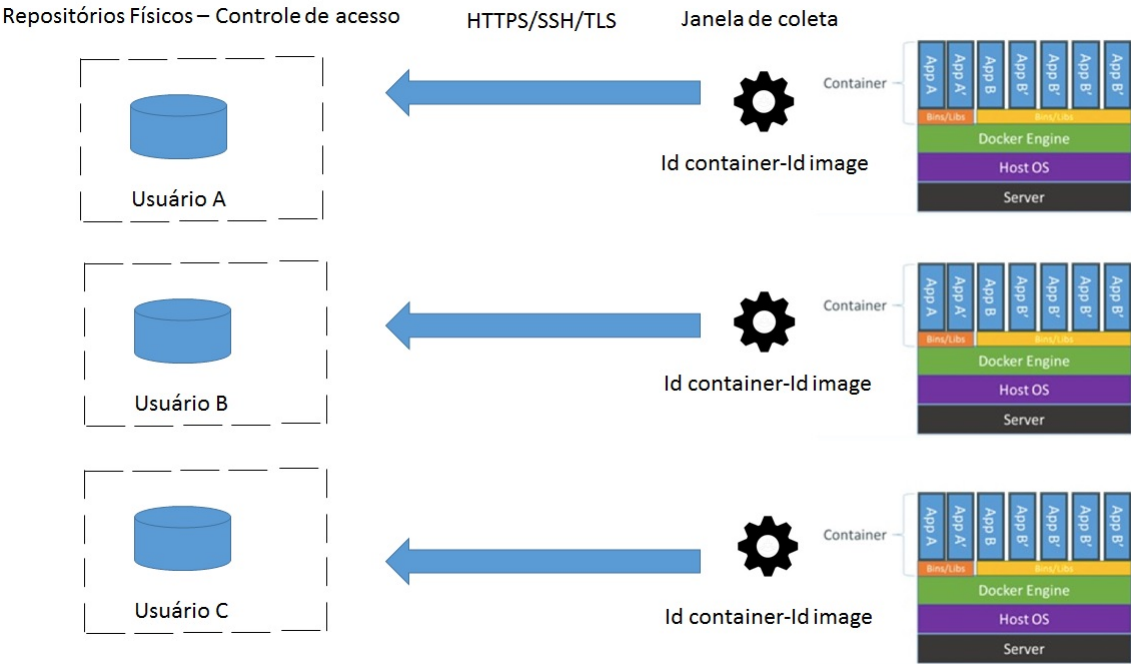 Repositórios Físicos – Controle de acesso
HTTPS/SSH/TLS
Janela de coleta
Usuário A
Id container-Id image
Container
App A
App A'
App B
App B'
App B'
App B'
App B'
Bins/Libs
Bins/Libs
Docker Engine
Host OS
Server
Usuário B
Id container-Id image
Container
App A
App A'
App B
App B'
App B'
App B'
App B'
Bins/Libs
Bins/Libs
Docker Engine
Host OS
Server
Usuário C
Id container-Id image
Container
App A
App A'
App B
App B'
App B'
App B'
App B'
Bins/Libs
Bins/Libs
Docker Engine
Host OS
Server